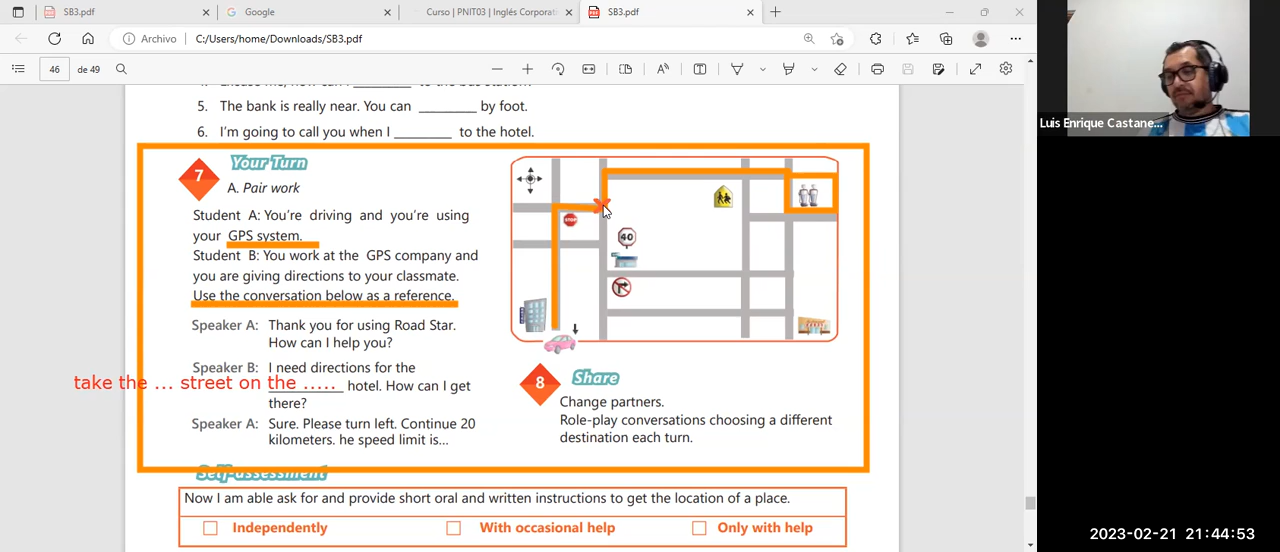 SB3.pdf
Google
Curso | PNIT03 | Inglés Corporati
SB3.pdf
Archivo
C:/Users/home/Downloads/SB3.pdf
46
de 49
5. The bank is really near. You can ________ by foot.
6. I'm going to call you when I ________ to the hotel.
7
Your Turn
A. Pair work
Student A: You're driving and you're using
your GPS system.
Student B: You work at the GPS company and
you are giving directions to your classmate.
Use the conversation below as a reference.
Speaker A: Thank you for using Road Star.
How can I help you?
Speaker B: I need directions for the
__________ hotel. How can I get
there?
take the ... street on the .....
Speaker A: Sure. Please turn left. Continue 20
kilometers. he speed limit is...
STOP
40
8
Share
Change partners.
Role-play conversations choosing a different
destination each turn.
Self-assessment
Now I am able ask for and provide short oral and written instructions to get the location of a place.
Independently
With occasional help
Only with help
Luis Enrique Castane...
2023-02-21 21:44:53